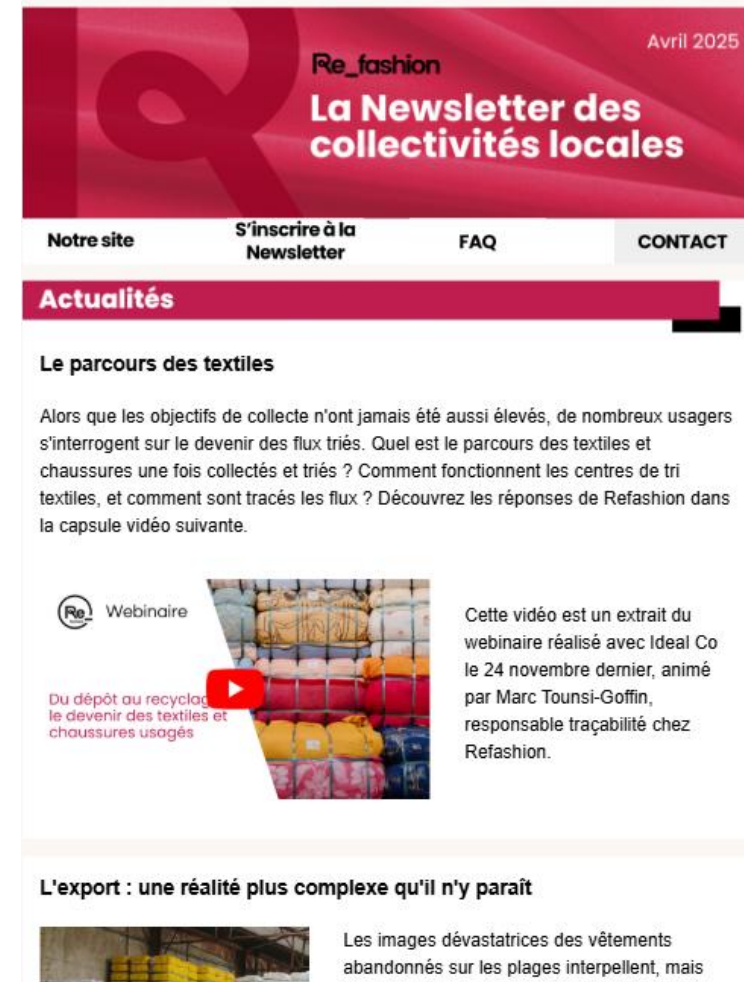 Avril 2025
Re_fashion
La Newsletter des
collectivités locales
Notre site
S'inscrire à la
Newsletter
FAQ
CONTACT
Actualités
Le parcours des textiles
Alors que les objectifs de collecte n'ont jamais été aussi élevés, de nombreux usagers
s'interrogent sur le devenir des flux triés. Quel est le parcours des textiles et
chaussures une fois collectés et triés ? Comment fonctionnent les centres de tri
textiles, et comment sont tracés les flux ? Découvrez les réponses de Refashion dans
la capsule vidéo suivante.
Re_
Webinaire
Du dépôt au recyclag
le devenir des textiles et
chaussures usagés
Cette vidéo est un extrait du
webinaire réalisé avec Ideal Co
le 24 novembre dernier, animé
par Marc Tounsi-Goffin,
responsable traçabilité chez
Refashion.
L'export : une réalité plus complexe qu'il n'y paraît
Les images dévastatrices des vêtements
abandonnés sur les plages interpellent, mais